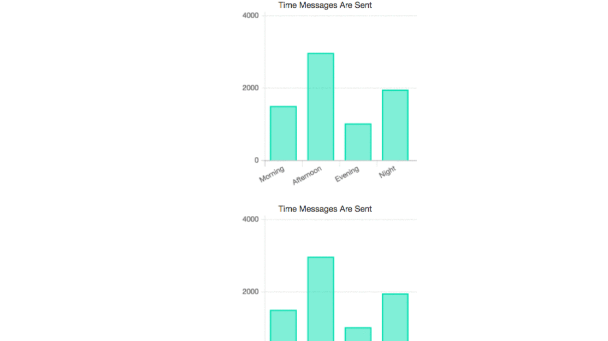 Time Messages Are Sent
4000
2000
0
Morning
Afternoon
Evening
Night
Time Messages Are Sent
4000
2000